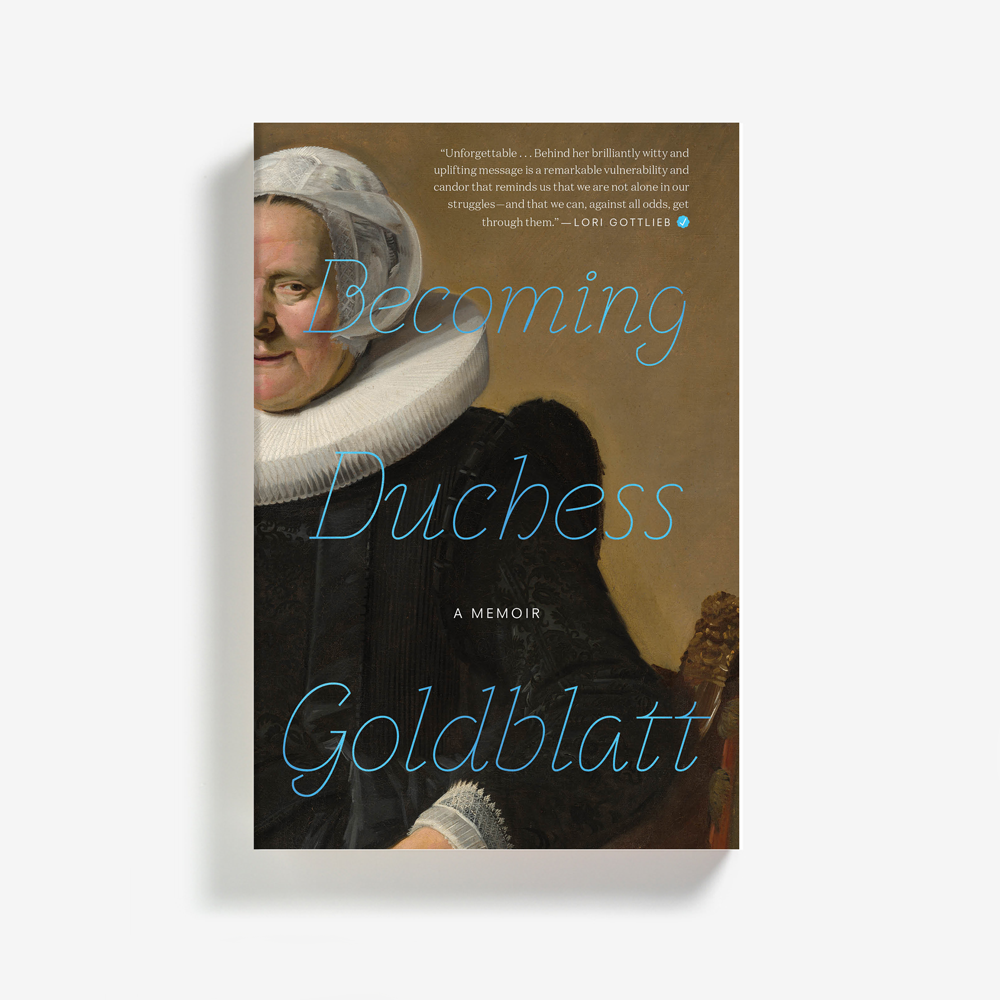 “Unforgettable . . . Behind her brilliantly witty and
uplifting message is a remarkable vulnerability and
candor that reminds us that we are not alone in our
struggles—and that we can, against all odds, get
through them.” —LORI GOTTLIEB
Becoming
Duchess
A MEMOIR
Goldblatt